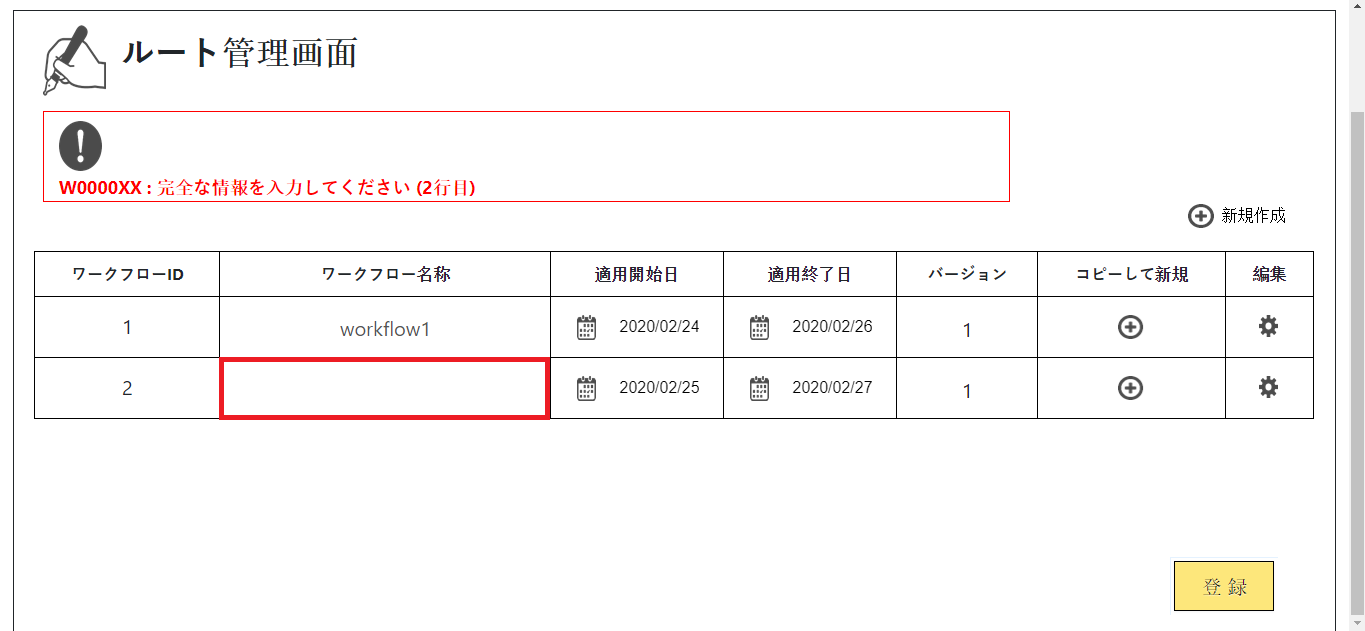 ルート管理画面
W0000XX : 完全な情報を入力してください (2行目)
新規作成
ワークフローID ワークフロー名称 適用開始日 適用終了日 バージョン コピーして新規 編集
1 workflow1 2020/02/24 2020/02/26 1
2 2020/02/25 2020/02/27 1
登 録